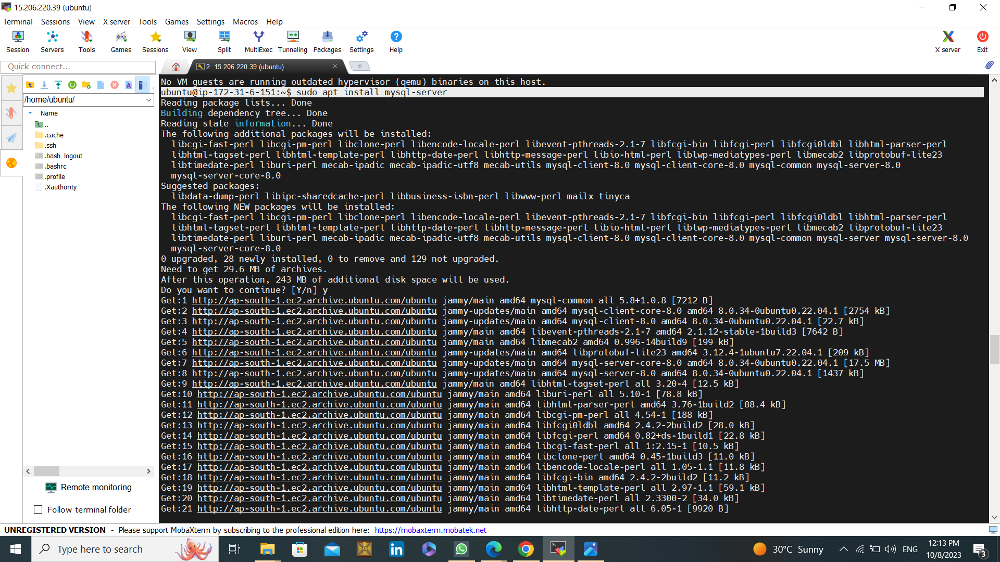 15.206.220.39 (ubuntu)
Terminal Sessions View X server Tools Games Settings Macros Help
Session Servers Tools Games Sessions View Split MultiExec Tunneling Packages Settings Help X server Exit
Quick connect...
2. 15.206.220.39 (ubuntu)
/home/ubuntu/
Name
..
.cache
.ssh
.bash_logout
.bashrc
.profile
.Xauthority
Remote monitoring
Follow terminal folder
No VM guests are running outdated hypervisor (qemu) binaries on this host.
ubuntu@ip-172-31-6-151:~$ sudo apt install mysql-server
Reading package lists... Done
Building dependency tree... Done
Reading state information... Done
The following additional packages will be installed:
libcgi-fast-perl libcgi-pm-perl libclone-perl libencode-locale-perl libevent-pthreads-2.1-7 libfcgi-bin libfcgi-perl libfcgi0ldbl libhtml-parser-perl
libhtml-tagset-perl libhtml-template-perl libhttp-date-perl libhttp-message-perl libio-html-perl liblwp-mediatypes-perl libmecab2 libprotobuf-lite23
libtimedate-perl liburi-perl mecab-ipadic mecab-ipadic-utf8 mecab-utils mysql-client-8.0 mysql-client-core-8.0 mysql-common mysql-server-8.0
mysql-server-core-8.0
Suggested packages:
libdata-dump-perl libipc-sharedcache-perl libbusiness-isbn-perl libwww-perl mailx tinyca
The following NEW packages will be installed:
libcgi-fast-perl libcgi-pm-perl libclone-perl libencode-locale-perl libevent-pthreads-2.1-7 libfcgi-bin libfcgi-perl libfcgi0ldbl libhtml-parser-perl
libhtml-tagset-perl libhtml-template-perl libhttp-date-perl libhttp-message-perl libio-html-perl liblwp-mediatypes-perl libmecab2 libprotobuf-lite23
libtimedate-perl liburi-perl mecab-ipadic mecab-ipadic-utf8 mecab-utils mysql-client-8.0 mysql-client-core-8.0 mysql-common mysql-server mysql-server-8.0
mysql-server-core-8.0
0 upgraded, 28 newly installed, 0 to remove and 129 not upgraded.
Need to get 29.6 MB of archives.
After this operation, 243 MB of additional disk space will be used.
Do you want to continue? [Y/n] y
Get:1 http://ap-south-1.ec2.archive.ubuntu.com/ubuntu jammy/main amd64 mysql-common all 5.8+1.0.8 [7212 B]
Get:2 http://ap-south-1.ec2.archive.ubuntu.com/ubuntu jammy-updates/main amd64 mysql-client-core-8.0 amd64 8.0.34-0ubuntu0.22.04.1 [2754 kB]
Get:3 http://ap-south-1.ec2.archive.ubuntu.com/ubuntu jammy-updates/main amd64 mysql-client-8.0 amd64 8.0.34-0ubuntu0.22.04.1 [22.7 kB]
Get:4 http://ap-south-1.ec2.archive.ubuntu.com/ubuntu jammy/main amd64 libevent-pthreads-2.1-7 amd64 2.1.12-stable-1build3 [7642 B]
Get:5 http://ap-south-1.ec2.archive.ubuntu.com/ubuntu jammy/main amd64 libmecab2 amd64 0.996-14build9 [199 kB]
Get:6 http://ap-south-1.ec2.archive.ubuntu.com/ubuntu jammy-updates/main amd64 libprotobuf-lite23 amd64 3.12.4-1ubuntu7.22.04.1 [209 kB]
Get:7 http://ap-south-1.ec2.archive.ubuntu.com/ubuntu jammy-updates/main amd64 mysql-server-core-8.0 amd64 8.0.34-0ubuntu0.22.04.1 [17.5 MB]
Get:8 http://ap-south-1.ec2.archive.ubuntu.com/ubuntu jammy-updates/main amd64 mysql-server-8.0 amd64 8.0.34-0ubuntu0.22.04.1 [1437 kB]
Get:9 http://ap-south-1.ec2.archive.ubuntu.com/ubuntu jammy/main amd64 libhtml-tagset-perl all 3.20-4 [12.5 kB]
Get:10 http://ap-south-1.ec2.archive.ubuntu.com/ubuntu jammy/main amd64 liburi-perl all 5.10-1 [78.8 kB]
Get:11 http://ap-south-1.ec2.archive.ubuntu.com/ubuntu jammy/main amd64 libhtml-parser-perl amd64 3.76-1build2 [88.4 kB]
Get:12 http://ap-south-1.ec2.archive.ubuntu.com/ubuntu jammy/main amd64 libcgi-pm-perl all 4.54-1 [188 kB]
Get:13 http://ap-south-1.ec2.archive.ubuntu.com/ubuntu jammy/main amd64 libfcgi0ldbl amd64 2.4.2-2build2 [28.0 kB]
Get:14 http://ap-south-1.ec2.archive.ubuntu.com/ubuntu jammy/main amd64 libfcgi-perl amd64 0.82+ds-1build1 [22.8 kB]
Get:15 http://ap-south-1.ec2.archive.ubuntu.com/ubuntu jammy/main amd64 libcgi-fast-perl all 1:2.15-1 [10.5 kB]
Get:16 http://ap-south-1.ec2.archive.ubuntu.com/ubuntu jammy/main amd64 libclone-perl amd64 0.45-1build3 [11.0 kB]
Get:17 http://ap-south-1.ec2.archive.ubuntu.com/ubuntu jammy/main amd64 libencode-locale-perl all 1.05-1.1 [11.8 kB]
Get:18 http://ap-south-1.ec2.archive.ubuntu.com/ubuntu jammy/main amd64 libfcgi-bin amd64 2.4.2-2build2 [11.2 kB]
Get:19 http://ap-south-1.ec2.archive.ubuntu.com/ubuntu jammy/main amd64 libhtml-template-perl all 2.97-1.1 [59.1 kB]
Get:20 http://ap-south-1.ec2.archive.ubuntu.com/ubuntu jammy/main amd64 libtimedate-perl all 2.3300-2 [34.0 kB]
Get:21 http://ap-south-1.ec2.archive.ubuntu.com/ubuntu jammy/main amd64 libhttp-date-perl all 6.05-1 [9920 B]
UNREGISTERED VERSION - Please support MobaXterm by subscribing to the professional edition here: https://mobaxterm.mobatek.net
Type here to search
30°C Sunny
ENG
12:13 PM
10/8/2023
3